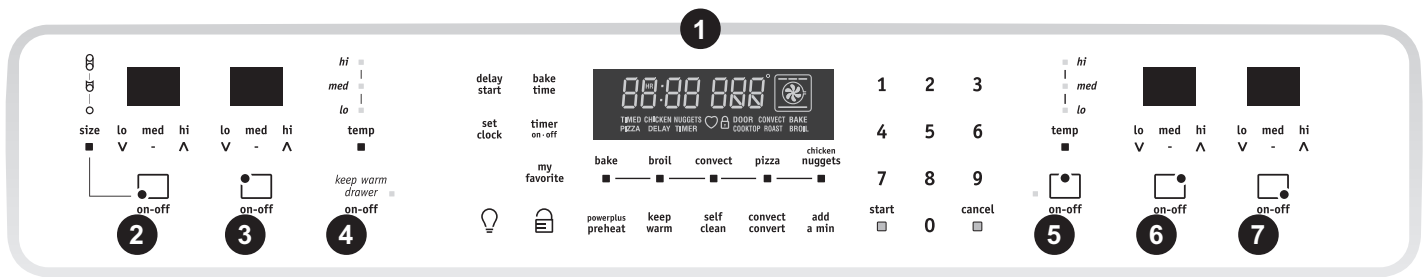 1
size
lo med hi
lo med hi
hi
med
lo
temp
on-off
2
on-off
3
keep warm
drawer
on-off
4
delay
start
bake
time
set
clock
timer
on·off
my
favorite
88:88 888°
HR
TIMED CHICKEN NUGGETS DOOR CONVECT BAKE
PIZZA DELAY TIMER COOKTOP ROAST BROIL
bake
broil
convect
pizza
chicken
nuggets
powerplus
preheat
keep
warm
self
clean
convect
convert
add
a min
1 2 3
4 5 6
7 8 9
start
0
cancel
hi
med
lo
temp
on-off
5
lo med hi
on-off
6
lo med hi
on-off
7